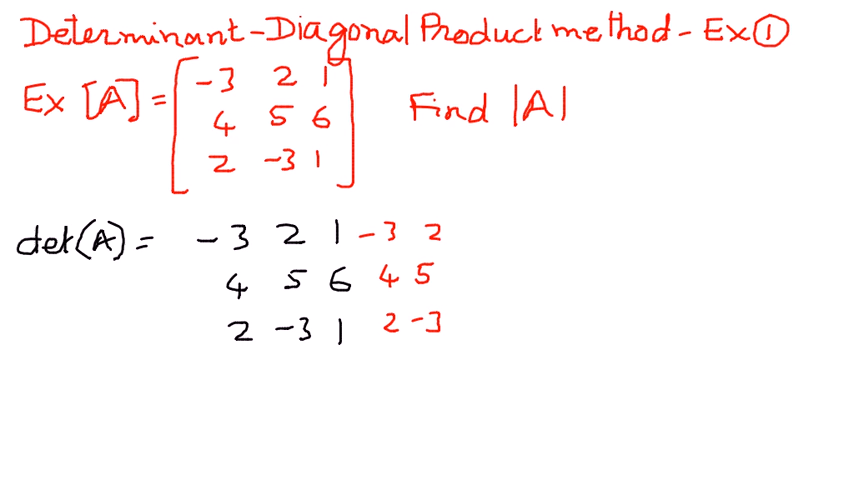 Determinant-Diagonal Product method - Ex ①
Ex [A] = [-3 2 1
4 5 6
2 -3 1] Find |A|
det(A) = -3 2 1 -3 2
4 5 6 4 5
2 -3 1 2 -3